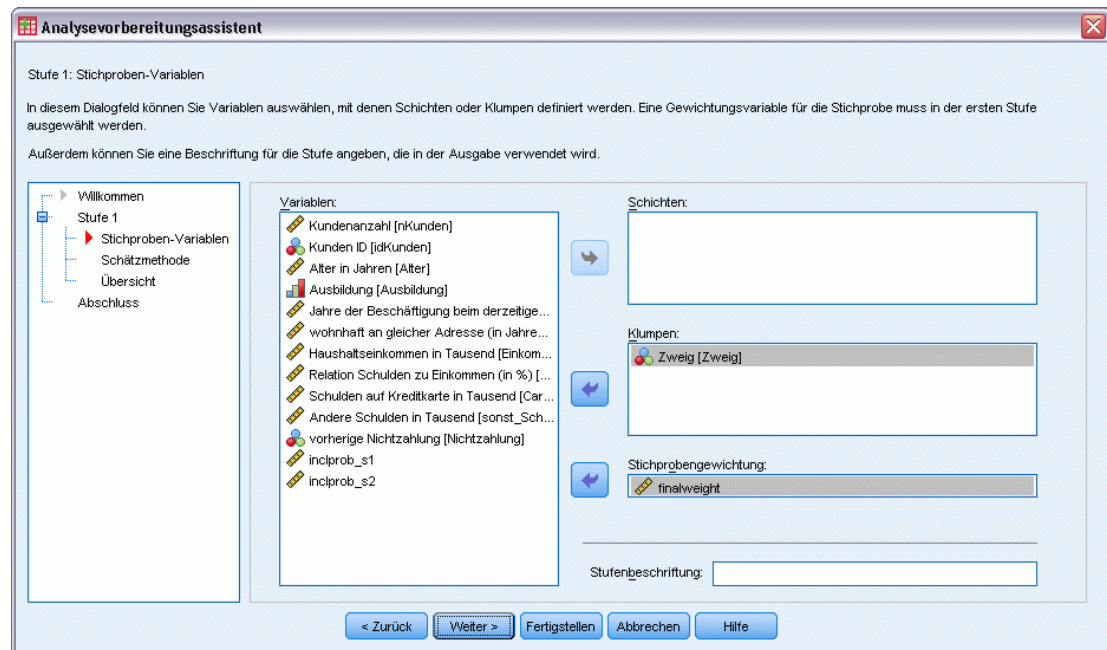 Analysevorbereitungsassistent
Stufe 1: Stichproben-Variablen
In diesem Dialogfeld können Sie Variablen auswählen, mit denen Schichten oder Klumpen definiert werden. Eine Gewichtungsvariable für die Stichprobe muss in der ersten Stufe
ausgewählt werden.
Außerdem können Sie eine Beschriftung für die Stufe angeben, die in der Ausgabe verwendet wird.
Willkommen
Stufe 1
Stichproben-Variablen
Schätzmethode
Übersicht
Abschluss
Variablen:
Kundenanzahl [nKunden]
Kunden ID [idKunden]
Alter in Jahren [Alter]
Ausbildung [Ausbildung]
Jahre der Beschäftigung beim derzeitige...
wohnhaft an gleicher Adresse (in Jahre...
Haushaltseinkommen in Tausend [Einkom...
Relation Schulden zu Einkommen (in %) [...
Schulden auf Kreditkarte in Tausend [Car...
Andere Schulden in Tausend [sonst_Sch...
vorherige Nichtzahlung [Nichtzahlung]
inclprob_s1
inclprob_s2
Schichten:
Klumpen:
Zweig [Zweig]
Stichprobengewichtung:
finalweight
Stufenbeschriftung:
< Zurück
Weiter >
Fertigstellen
Abbrechen
Hilfe